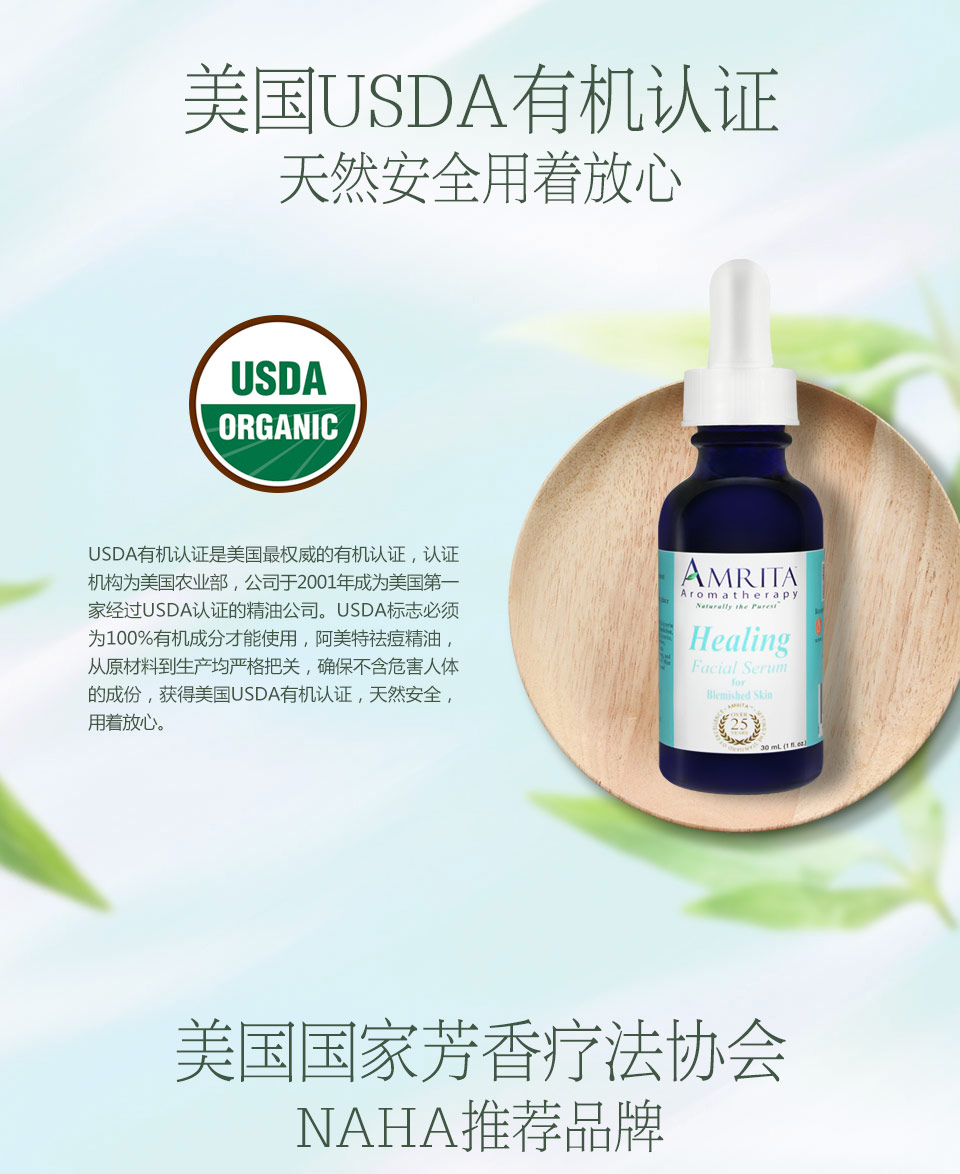 美国USDA有机认证
天然安全用着放心
USDA
ORGANIC
USDA有机认证是美国最权威的有机认证，认证
机构为美国农业部，公司于2001年成为美国第一
家经过USDA认证的精油公司。USDA标志必须
为100%有机成分才能使用，阿美特祛痘精油，
从原材料到生产均严格把关，确保不含危害人体
的成份，获得美国USDA有机认证，天然安全，
用着放心。
AMRITA®
Aromatherapy
Naturally the Purest™
Healing
Facial Serum
for
Blemished Skin
OVER
25
YEARS
30 mL (1 fl. oz.)
美国国家芳香疗法协会
NAHA推荐品牌